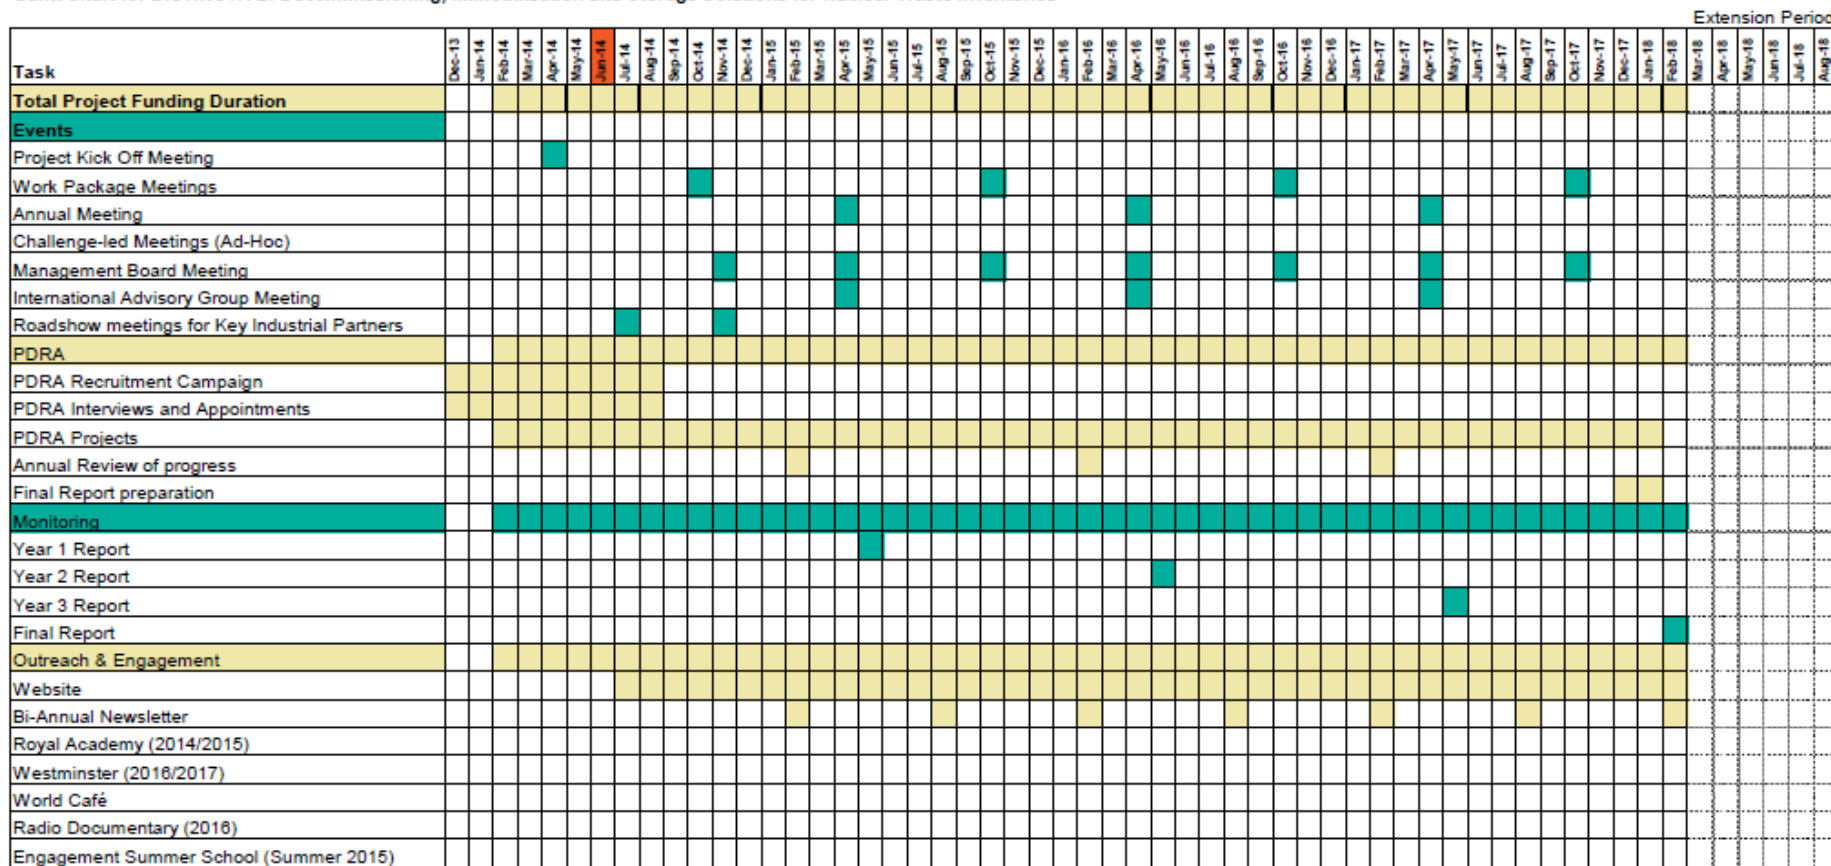 Extension Period
Task
Dec-13
Jan-14
Feb-14
Mar-14
Apr-14
May-14
Jun-14
Jul-14
Aug-14
Sep-14
Oct-14
Nov-14
Dec-14
Jan-15
Feb-15
Mar-15
Apr-15
May-15
Jun-15
Jul-15
Aug-15
Sep-15
Oct-15
Nov-15
Dec-15
Jan-16
Feb-16
Mar-16
Apr-16
May-16
Jun-16
Jul-16
Aug-16
Sep-16
Oct-16
Nov-16
Dec-16
Jan-17
Feb-17
Mar-17
Apr-17
May-17
Jun-17
Jul-17
Aug-17
Sep-17
Oct-17
Nov-17
Dec-17
Jan-18
Feb-18
Mar-18
Apr-18
May-18
Jun-18
Jul-18
Aug-18
Total Project Funding Duration
Events
Project Kick Off Meeting
Work Package Meetings
Annual Meeting
Challenge-led Meetings (Ad-Hoc)
Management Board Meeting
International Advisory Group Meeting
Roadshow meetings for Key Industrial Partners
PDRA
PDRA Recruitment Campaign
PDRA Interviews and Appointments
PDRA Projects
Annual Review of progress
Final Report preparation
Monitoring
Year 1 Report
Year 2 Report
Year 3 Report
Final Report
Outreach & Engagement
Website
Bi-Annual Newsletter
Royal Academy (2014/2015)
Westminster (2016/2017)
World Café
Radio Documentary (2016)
Engagement Summer School (Summer 2015)